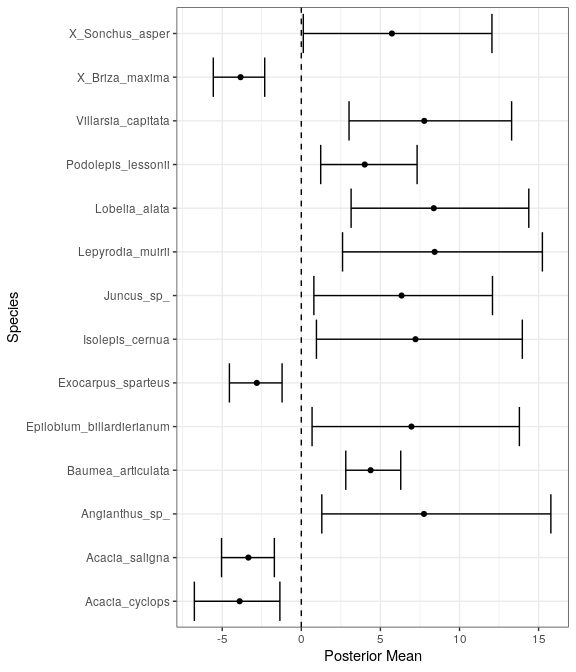 X_Sonchus_asper
X_Briza_maxima
Villarsia_capitata
Podolepis_lessonii
Lobelia_alata
Lepyrodia_muirii
Juncus_sp_
Isolepis_cernua
Exocarpus_sparteus
Epilobium_billardierianum
Baumea_articulata
Angianthus_sp_
Acacia_saligna
Acacia_cyclops
Species
-5 0 5 10 15
Posterior Mean